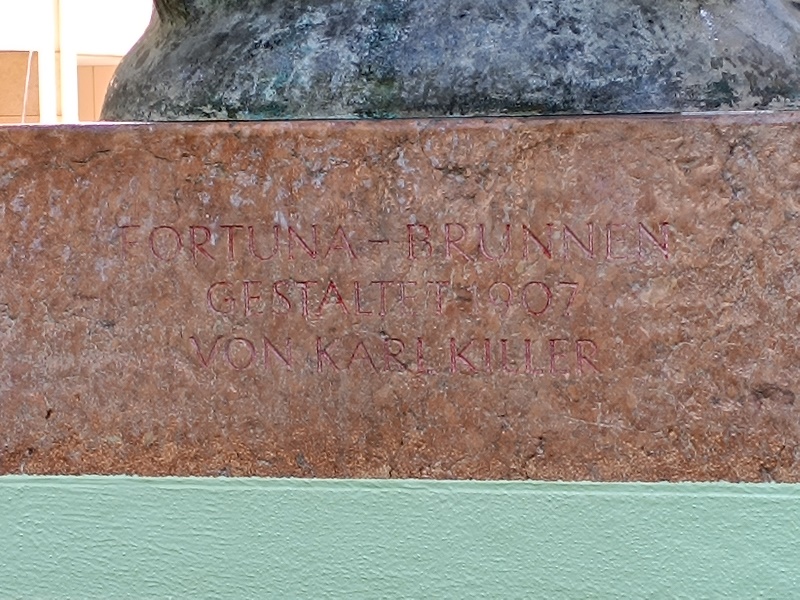 FORTUNA-BRUNNEN
GESTALTET 1907
VON KARL KILLER